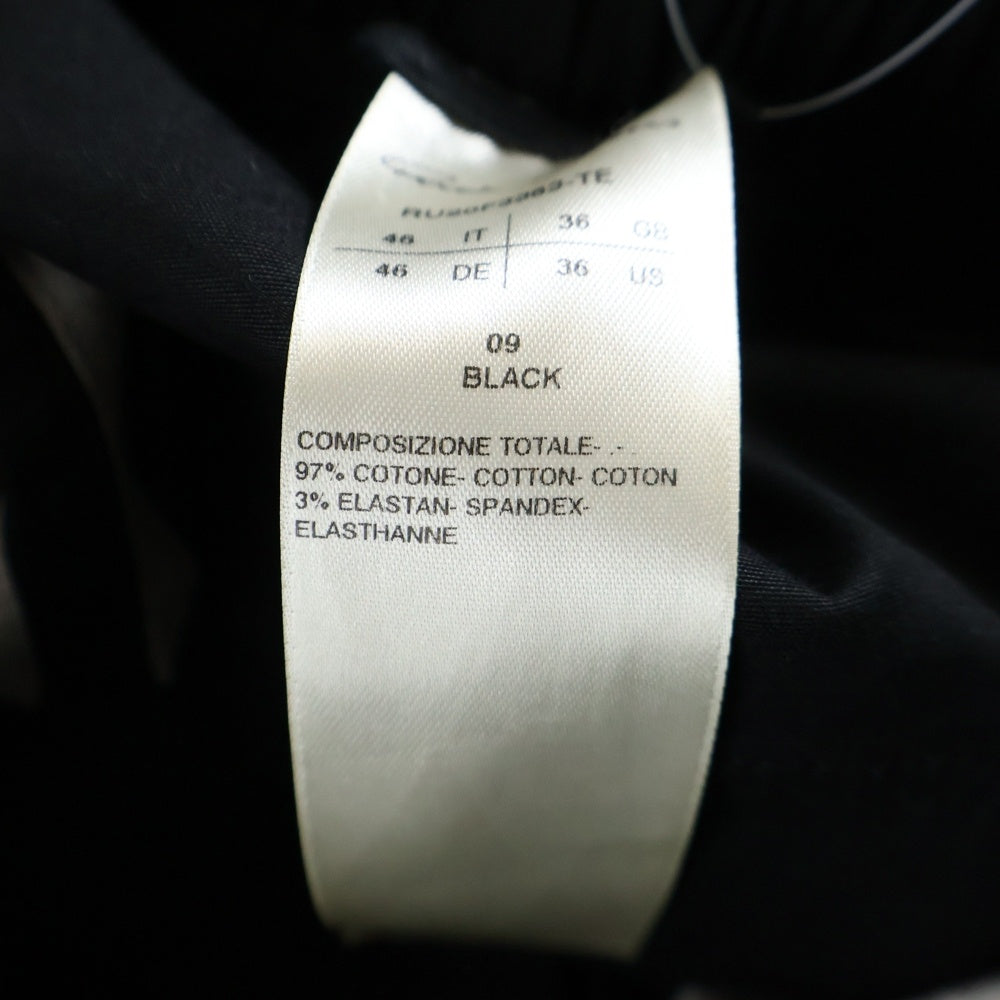 46 IT 36 GB
46 DE 36 US
09
BLACK
COMPOSIZIONE TOTALE- .-
97% COTONE- COTTON- COTON
3% ELASTAN- SPANDEX-
ELASTHANNE